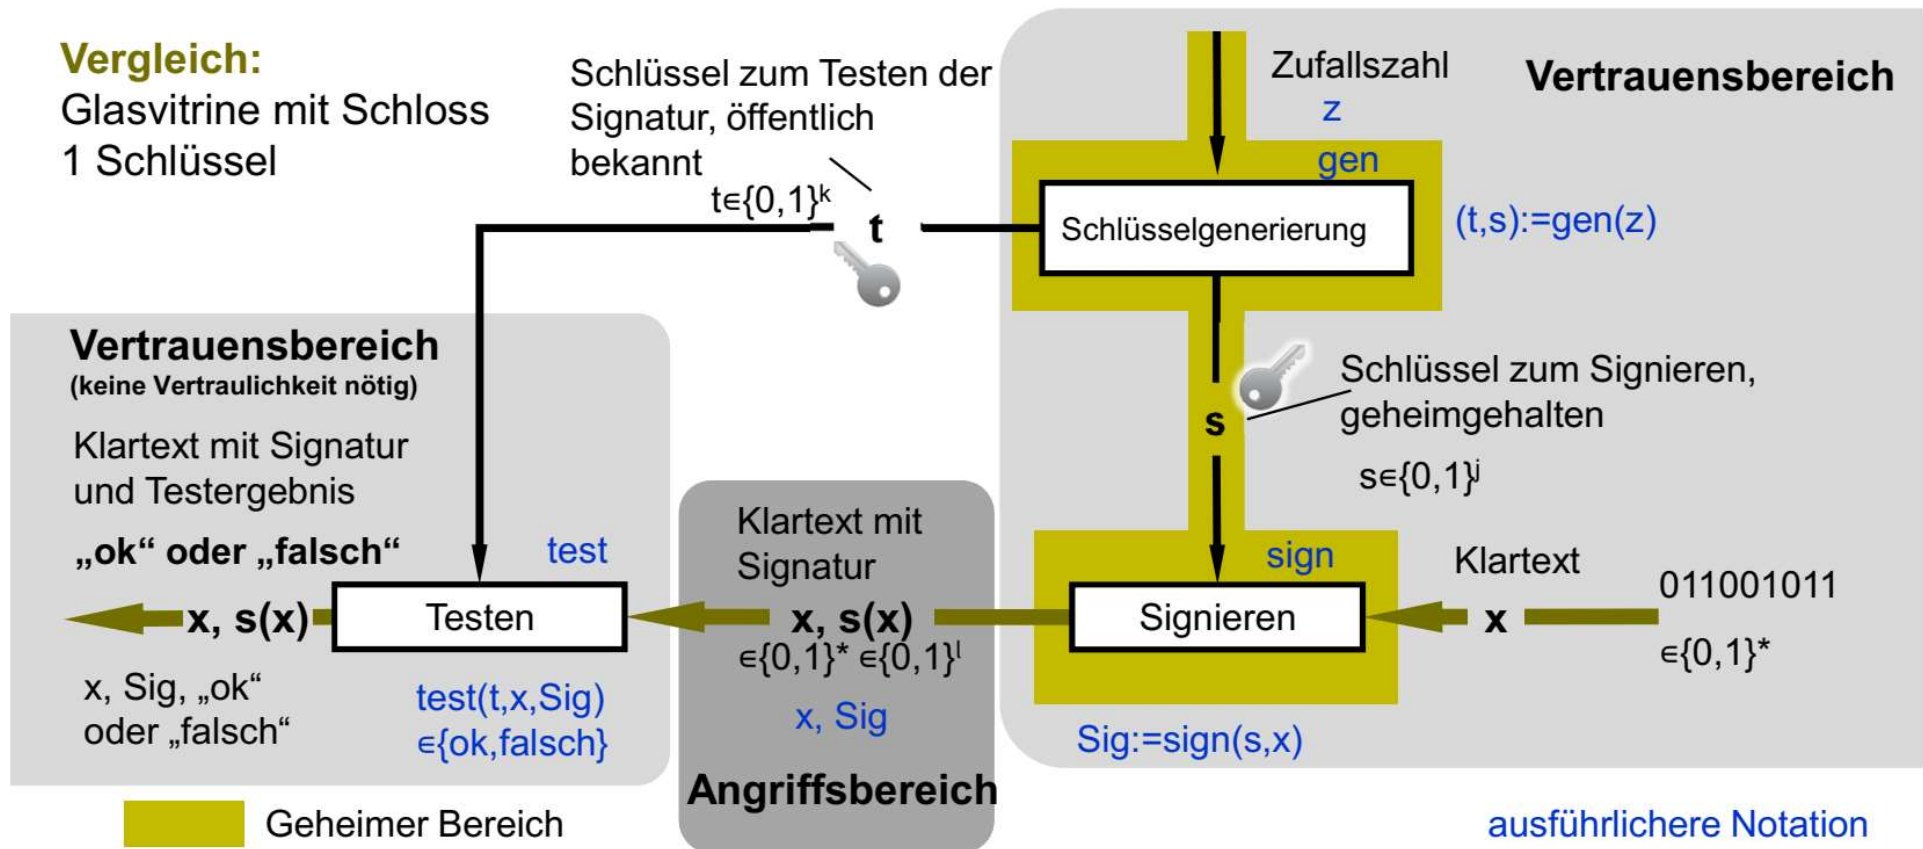 Vergleich:
Glasvitrine mit Schloss
1 Schlüssel
Schlüssel zum Testen der
Signatur, öffentlich
bekannt
t∈{0,1}ᵏ
t
Zufallszahl
z
gen
Vertrauensbereich
Schlüsselgenerierung
(t,s):=gen(z)
Schlüssel zum Signieren,
geheimgehalten
s
s∈{0,1}ʲ
Vertrauensbereich
(keine Vertraulichkeit nötig)
Klartext mit Signatur
und Testergebnis
„ok“ oder „falsch“
test
Testen
x, s(x)
x, Sig, „ok“
oder „falsch“
test(t,x,Sig)
∈{ok,falsch}
Klartext mit
Signatur
x, s(x)
∈{0,1}* ∈{0,1}ˡ
x, Sig
Angriffsbereich
sign
Signieren
Sig:=sign(s,x)
Klartext
x
011001011
∈{0,1}*
Geheimer Bereich
ausführlichere Notation